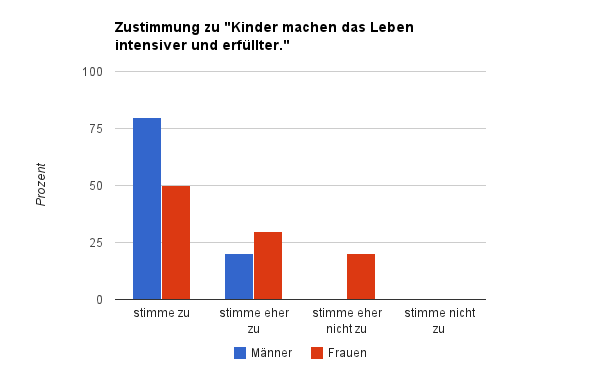 Zustimmung zu "Kinder machen das Leben
intensiver und erfüllter."
100
75
50
25
0
Prozent
stimme zu
stimme eher
zu
stimme eher
nicht zu
stimme nicht
zu
Männer
Frauen